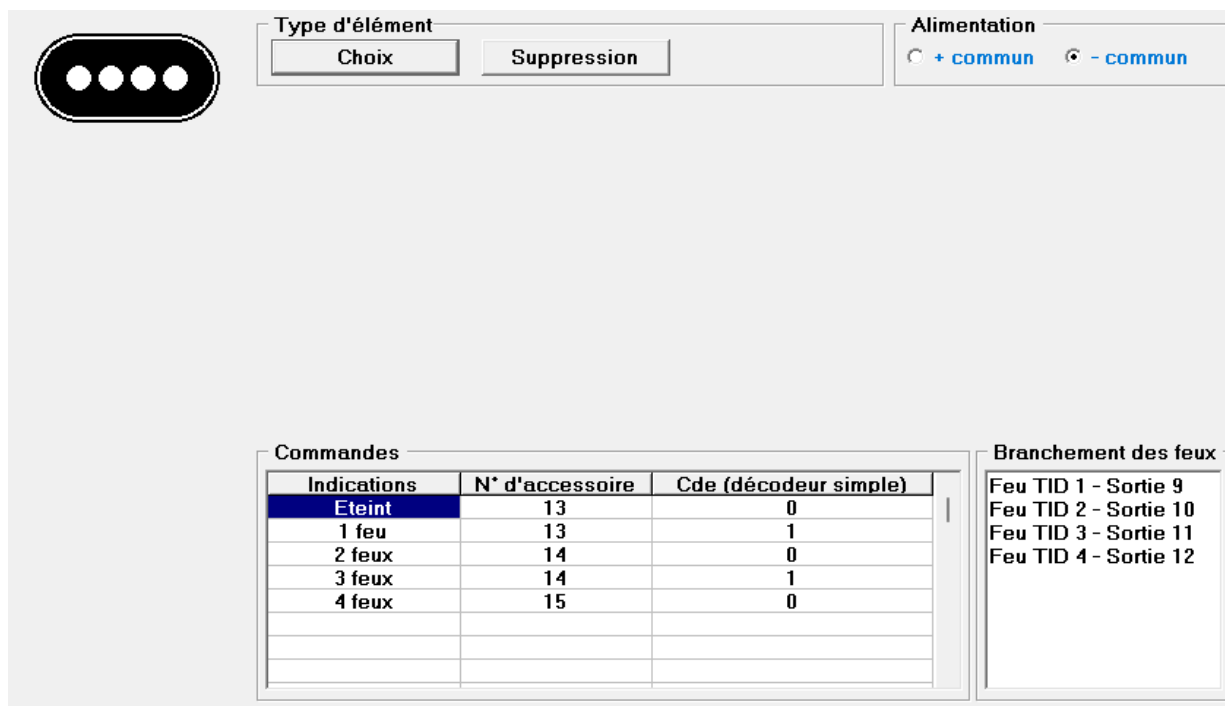 Type d'élément
Alimentation
Choix
Suppression
+ commun
- commun
Commandes
Branchement des feux
Indications N° d'accessoire Cde (décodeur simple)
Eteint 13 0
1 feu 13 1
2 feux 14 0
3 feux 14 1
4 feux 15 0
Feu TID 1 - Sortie 9
Feu TID 2 - Sortie 10
Feu TID 3 - Sortie 11
Feu TID 4 - Sortie 12